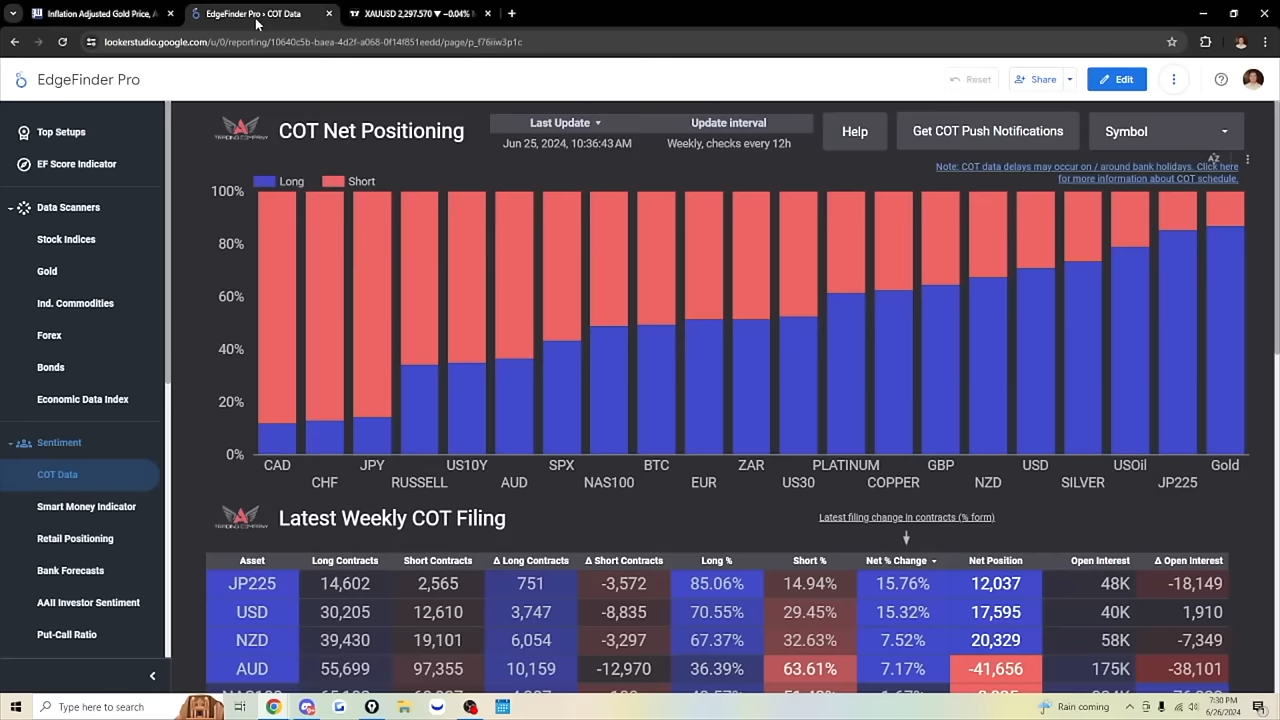 Inflation Adjusted Gold Price, A
EdgeFinder Pro › COT Data
XAUUSD 2,297.570 ▼ −0.04%
lookerstudio.google.com/u/0/reporting/10640c5b-baea-4d2f-a068-0f14f851eedd/page/p_f76iiw3p1c
EdgeFinder Pro
Reset
Share
Edit
Top Setups
EF Score Indicator
Data Scanners
Stock Indices
Gold
Ind. Commodities
Forex
Bonds
Economic Data Index
Sentiment
COT Data
Smart Money Indicator
Retail Positioning
Bank Forecasts
AAII Investor Sentiment
Put-Call Ratio
TRADING COMPANY
COT Net Positioning
Last Update Update interval
Jun 25, 2024, 10:36:43 AM Weekly, checks every 12h
Help
Get COT Push Notifications
Symbol
Note: COT data delays may occur on / around bank holidays. Click here
for more information about COT schedule.
Long Short
100%
80%
60%
40%
20%
0%
CAD JPY US10Y SPX BTC ZAR PLATINUM GBP USD USOil Gold
CHF RUSSELL AUD NAS100 EUR US30 COPPER NZD SILVER JP225
TRADING COMPANY
Latest Weekly COT Filing
Latest filing change in contracts (% form)
Asset Long Contracts Short Contracts Δ Long Contracts Δ Short Contracts Long % Short % Net % Change Net Position Open Interest Δ Open Interest
JP225 14,602 2,565 751 -3,572 85.06% 14.94% 15.76% 12,037 48K -18,149
USD 30,205 12,610 3,747 -8,835 70.55% 29.45% 15.32% 17,595 40K 1,910
NZD 39,430 19,101 6,054 -3,297 67.37% 32.63% 7.52% 20,329 58K -7,349
AUD 55,699 97,355 10,159 -12,970 36.39% 63.61% 7.17% -41,656 175K -38,101
Type here to search
Rain coming
7:30 PM
6/26/2024